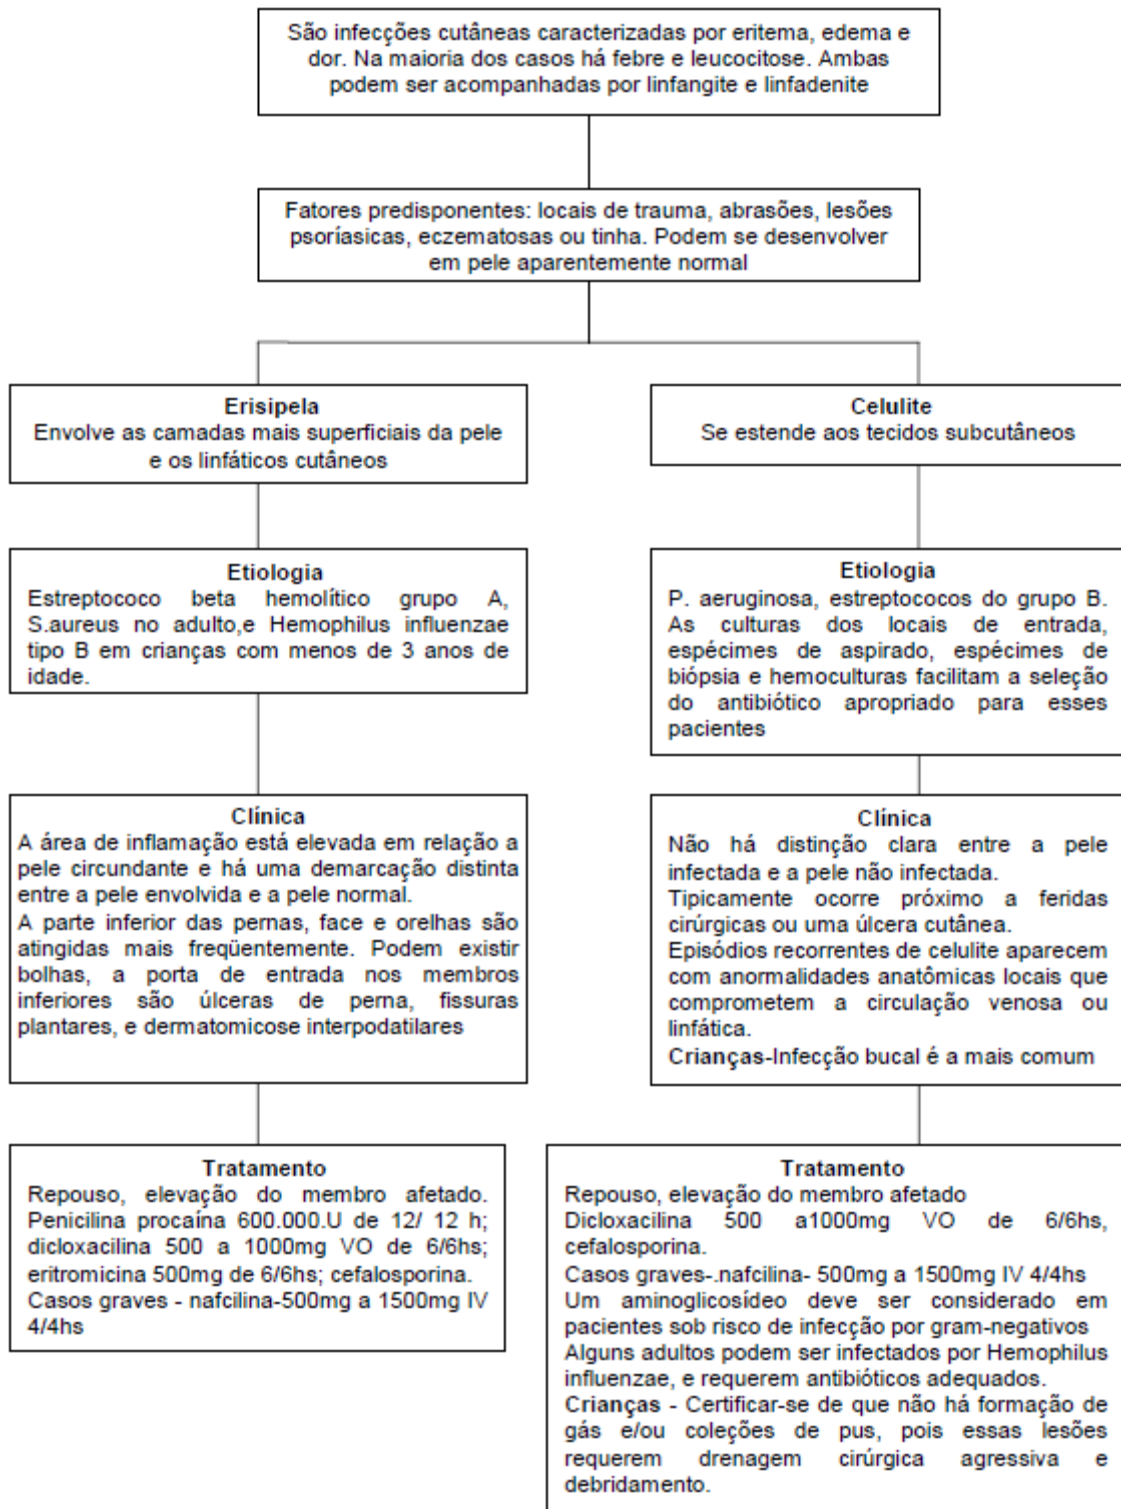 São infecções cutâneas caracterizadas por eritema, edema e
dor. Na maioria dos casos há febre e leucocitose. Ambas
podem ser acompanhadas por linfangite e linfadenite
Fatores predisponentes: locais de trauma, abrasões, lesões
psoríasicas, eczematosas ou tinha. Podem se desenvolver
em pele aparentemente normal
Erisipela
Envolve as camadas mais superficiais da pele
e os linfáticos cutâneos
Etiologia
Estreptococo beta hemolítico grupo A,
S.aureus no adulto,e Hemophilus influenzae
tipo B em crianças com menos de 3 anos de
idade.
Clínica
A área de inflamação está elevada em relação a
pele circundante e há uma demarcação distinta
entre a pele envolvida e a pele normal.
A parte inferior das pernas, face e orelhas são
atingidas mais freqüentemente. Podem existir
bolhas, a porta de entrada nos membros
inferiores são úlceras de perna, fissuras
plantares, e dermatomicose interpodatilares
Tratamento
Repouso, elevação do membro afetado.
Penicilina procaína 600.000.U de 12/ 12 h;
dicloxacilina 500 a 1000mg VO de 6/6hs;
eritromicina 500mg de 6/6hs; cefalosporina.
Casos graves - nafcilina-500mg a 1500mg IV
4/4hs
Celulite
Se estende aos tecidos subcutâneos
Etiologia
P. aeruginosa, estreptococos do grupo B.
As culturas dos locais de entrada,
espécimes de aspirado, espécimes de
biópsia e hemoculturas facilitam a seleção
do antibiótico apropriado para esses
pacientes
Clínica
Não há distinção clara entre a pele
infectada e a pele não infectada.
Tipicamente ocorre próximo a feridas
cirúrgicas ou uma úlcera cutânea.
Episódios recorrentes de celulite aparecem
com anormalidades anatômicas locais que
comprometem a circulação venosa ou
linfática.
Crianças-Infecção bucal é a mais comum
Tratamento
Repouso, elevação do membro afetado
Dicloxacilina 500 a1000mg VO de 6/6hs,
cefalosporina.
Casos graves-.nafcilina- 500mg a 1500mg IV 4/4hs
Um aminoglicosídeo deve ser considerado em
pacientes sob risco de infecção por gram-negativos
Alguns adultos podem ser infectados por Hemophilus
influenzae, e requerem antibióticos adequados.
Crianças - Certificar-se de que não há formação de
gás e/ou coleções de pus, pois essas lesões
requerem drenagem cirúrgica agressiva e
debridamento.